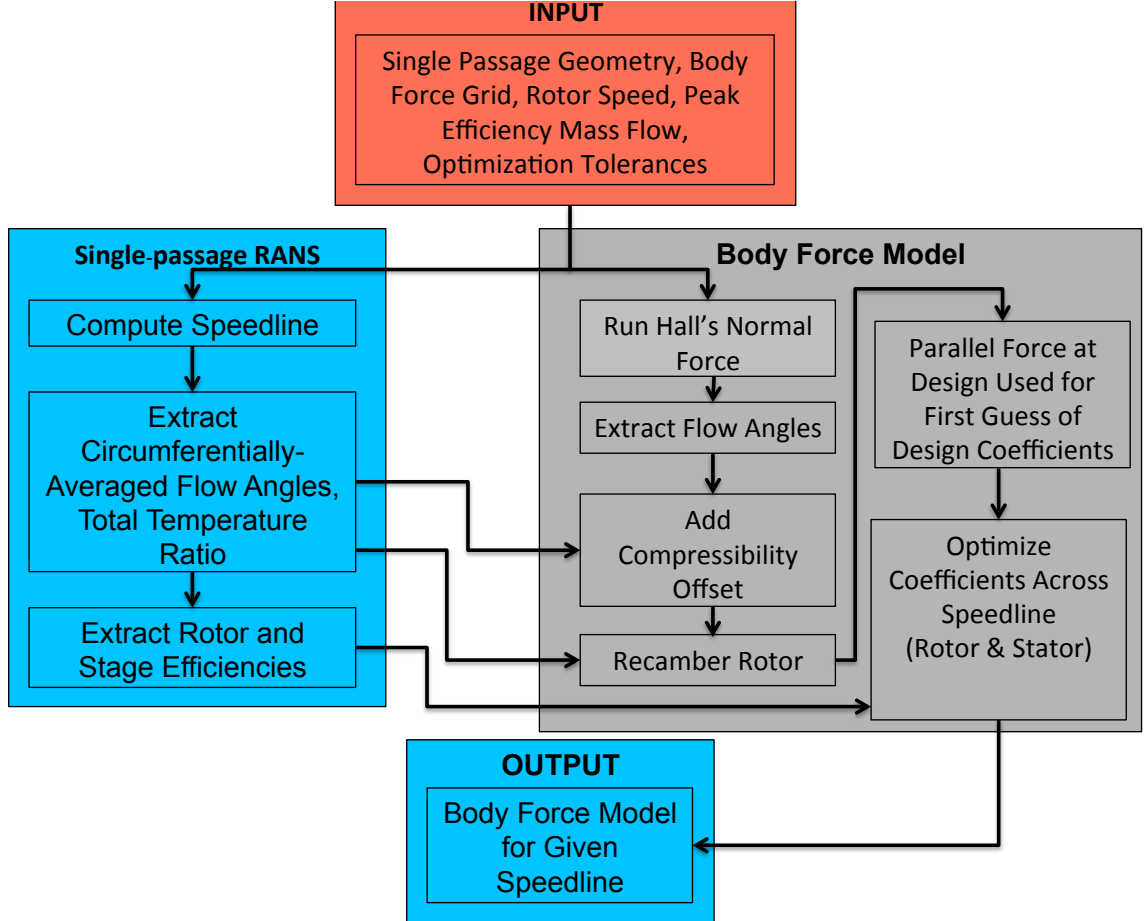 INPUT
Single Passage Geometry, Body
Force Grid, Rotor Speed, Peak
Efficiency Mass Flow,
Optimization Tolerances
Single-passage RANS
Compute Speedline
Extract
Circumferentially-
Averaged Flow Angles,
Total Temperature
Ratio
Extract Rotor and
Stage Efficiencies
Body Force Model
Run Hall's Normal
Force
Extract Flow Angles
Add
Compressibility
Offset
Recamber Rotor
Parallel Force at
Design Used for
First Guess of
Design Coefficients
Optimize
Coefficients Across
Speedline
(Rotor & Stator)
OUTPUT
Body Force Model
for Given
Speedline